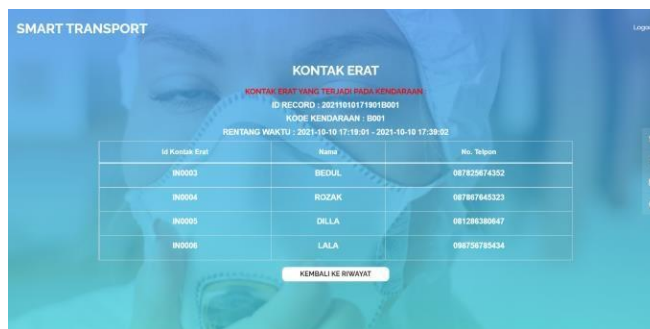 SMART TRANSPORT
KONTAK ERAT
KONTAK ERAT YANG TERJADI PADA KENDARAAN :
ID RECORD : 20211010171901B001
KODE KENDARAAN : B001
RENTANG WAKTU : 2021-10-10 17:19:01 - 2021-10-10 17:39:02
Id Kontak Erat Nama No. Telpon
IN0003 BEDUL 087825674352
IN0004 ROZAK 087867645323
IN0005 DILLA 081286380647
IN0006 LALA 098756785434
KEMBALI KE RIWAYAT